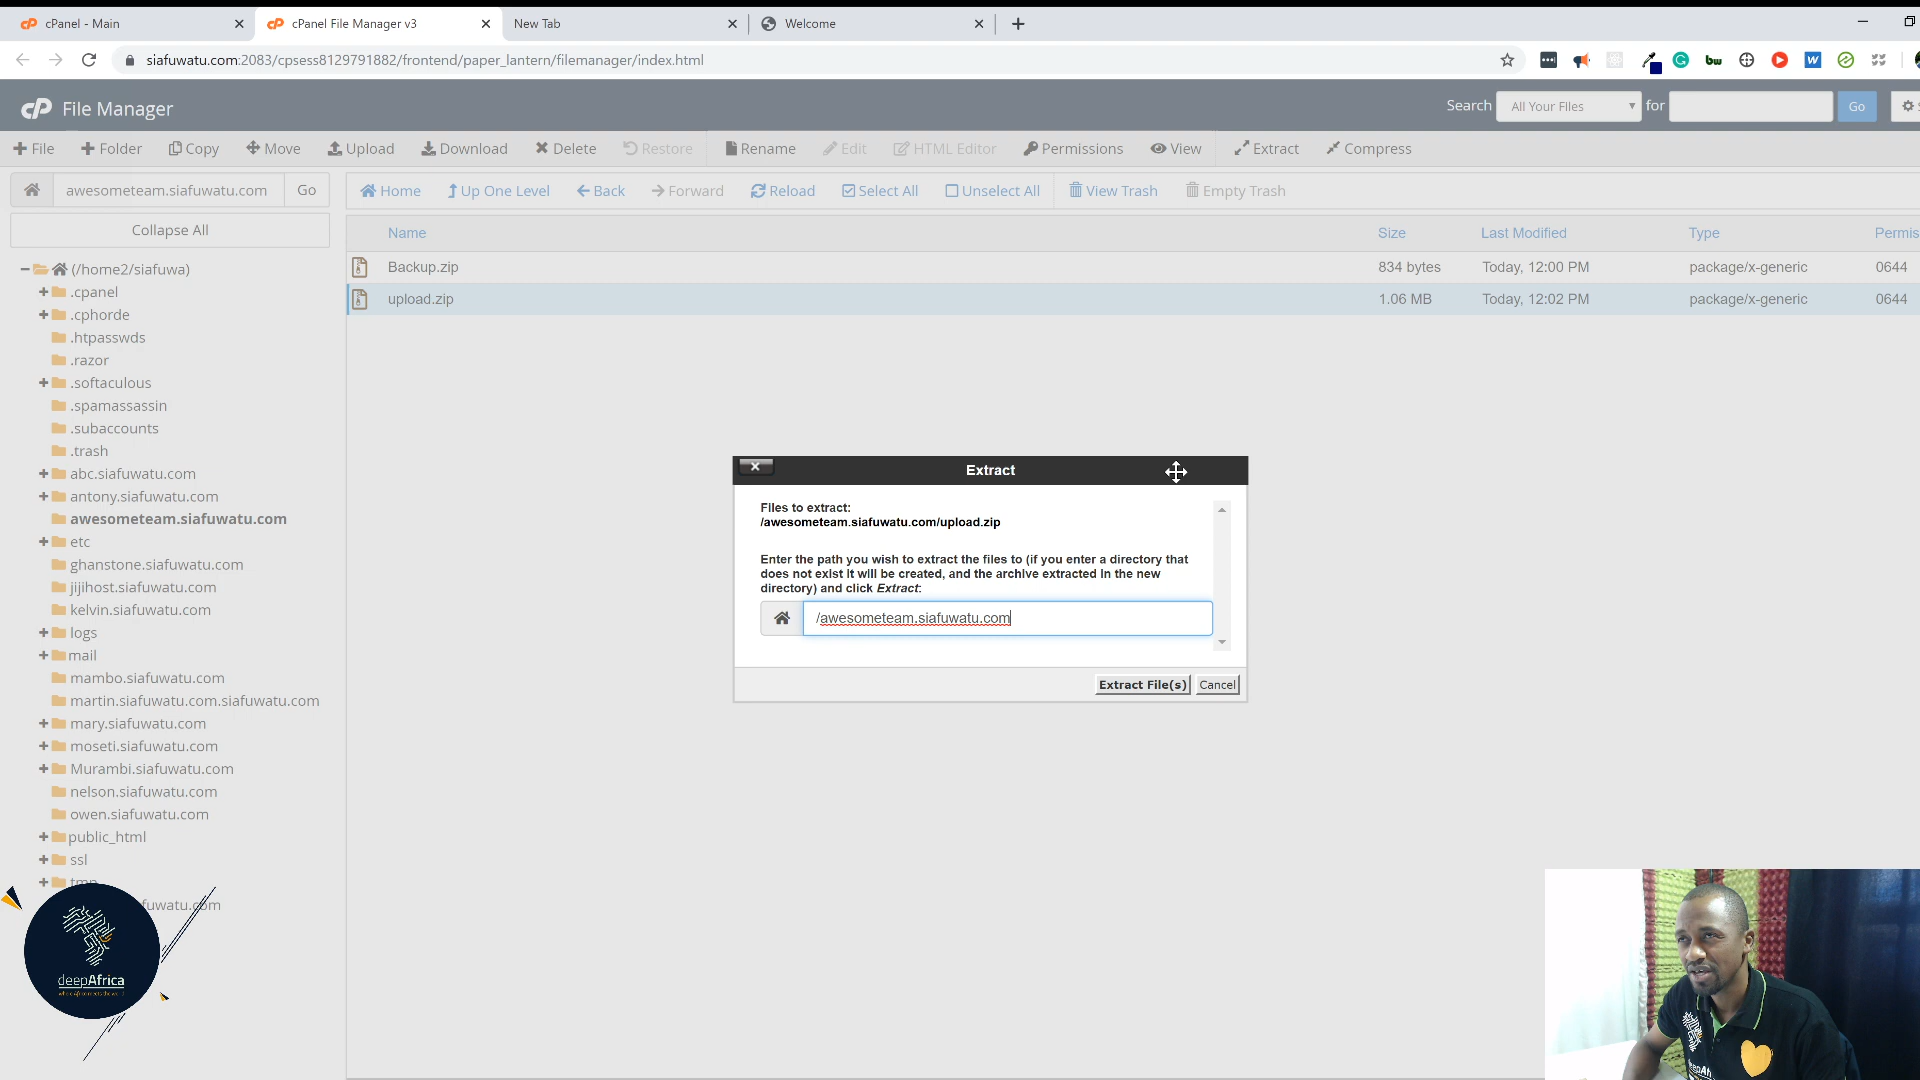 cPanel - Main
cPanel File Manager v3
New Tab
Welcome
siafuwatu.com:2083/cpsess8129791882/frontend/paper_lantern/filemanager/index.html
cP File Manager
Search
All Your Files
for
Go
File
Folder
Copy
Move
Upload
Download
Delete
Restore
Rename
Edit
HTML Editor
Permissions
View
Extract
Compress
awesometeam.siafuwatu.com
Go
Home
Up One Level
Back
Forward
Reload
Select All
Unselect All
View Trash
Empty Trash
Collapse All
(/home2/siafuwa)
.cpanel
.cphorde
.htpasswds
.razor
.softaculous
.spamassassin
.subaccounts
.trash
abc.siafuwatu.com
antony.siafuwatu.com
awesometeam.siafuwatu.com
etc
ghanstone.siafuwatu.com
jijihost.siafuwatu.com
kelvin.siafuwatu.com
logs
mail
mambo.siafuwatu.com
martin.siafuwatu.com.siafuwatu.com
mary.siafuwatu.com
moseti.siafuwatu.com
Murambi.siafuwatu.com
nelson.siafuwatu.com
owen.siafuwatu.com
public_html
ssl
tmp
fuwatu.com
Name Size Last Modified Type Permis
Backup.zip 834 bytes Today, 12:00 PM package/x-generic 0644
upload.zip 1.06 MB Today, 12:02 PM package/x-generic 0644
Extract
Files to extract:
/awesometeam.siafuwatu.com/upload.zip
Enter the path you wish to extract the files to (if you enter a directory that
does not exist it will be created, and the archive extracted in the new
directory) and click Extract:
/awesometeam.siafuwatu.com
Extract File(s)
Cancel
deepAfrica